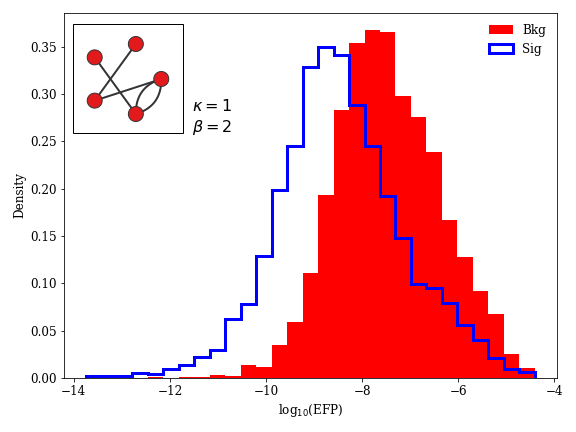 Bkg
Sig
κ = 1
β = 2
Density
0.35
0.30
0.25
0.20
0.15
0.10
0.05
0.00
−14
−12
−10
−8
−6
−4
log₁₀(EFP)